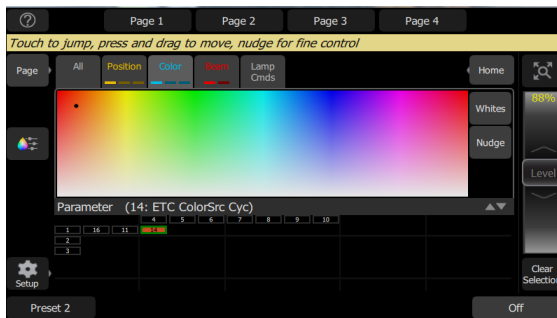 Page 1 Page 2 Page 3 Page 4
Touch to jump, press and drag to move, nudge for fine control
Page All Position Color Beam Lamp Cmds Home
88%
Whites
Nudge
Level
Parameter (14: ETC ColorSrc Cyc)
4 5 6 7 8 9 10
1 16 11
2
3
Setup
Clear Selection
Preset 2 Off